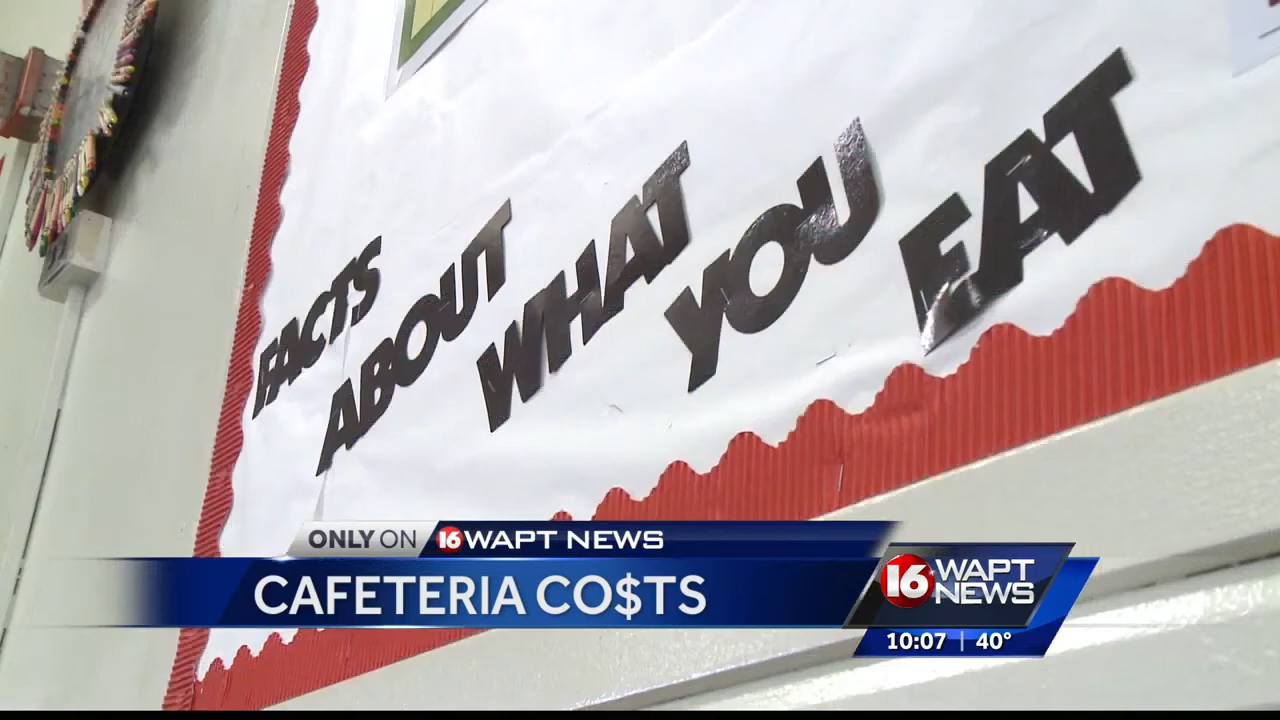 FACTS
ABOUT
WHAT
YOU
EAT
ONLY ON 16 WAPT NEWS
CAFETERIA CO$TS
16 WAPT
NEWS
10:07 | 40°